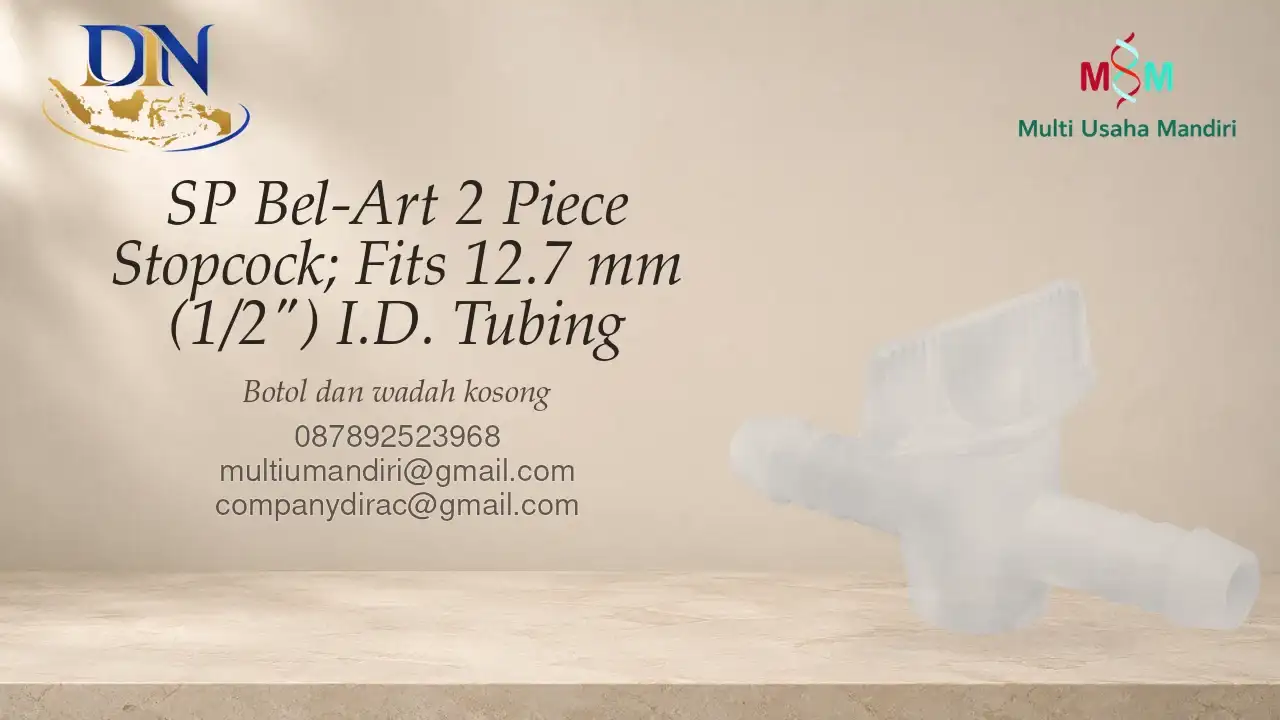 DN
M M
Multi Usaha Mandiri
SP Bel-Art 2 Piece
Stopcock; Fits 12.7 mm
(1/2") I.D. Tubing
Botol dan wadah kosong
087892523968
multiumandiri@gmail.com
companydirac@gmail.com